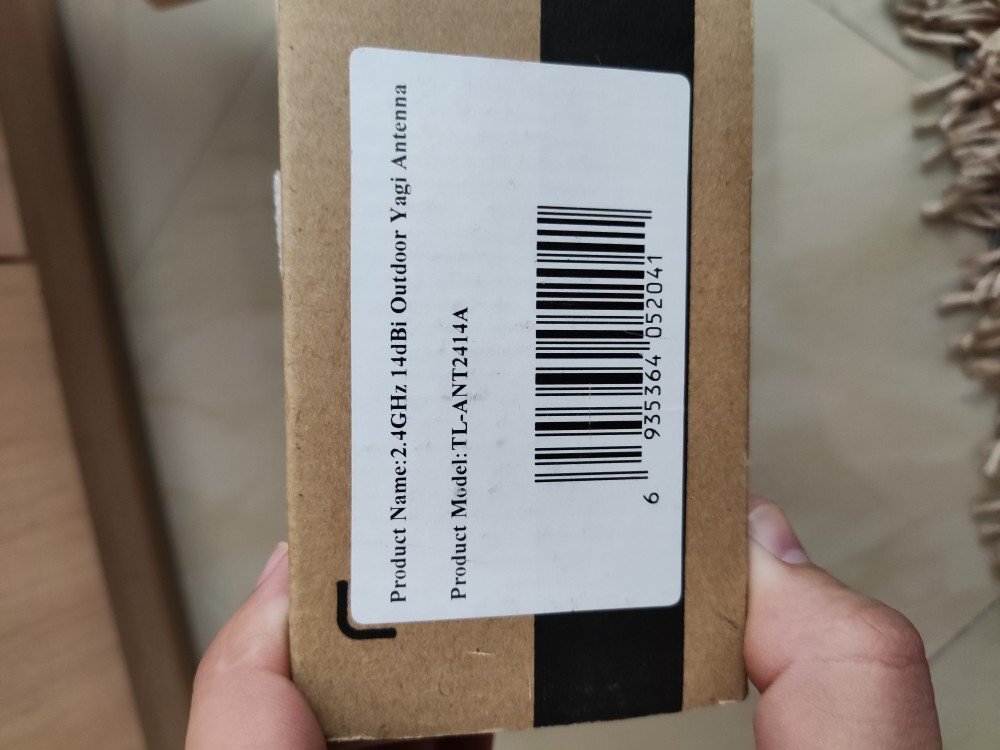 Product Name:2.4GHz 14dBi Outdoor Yagi Antenna
Product Model:TL-ANT2414A
6 935364 052041